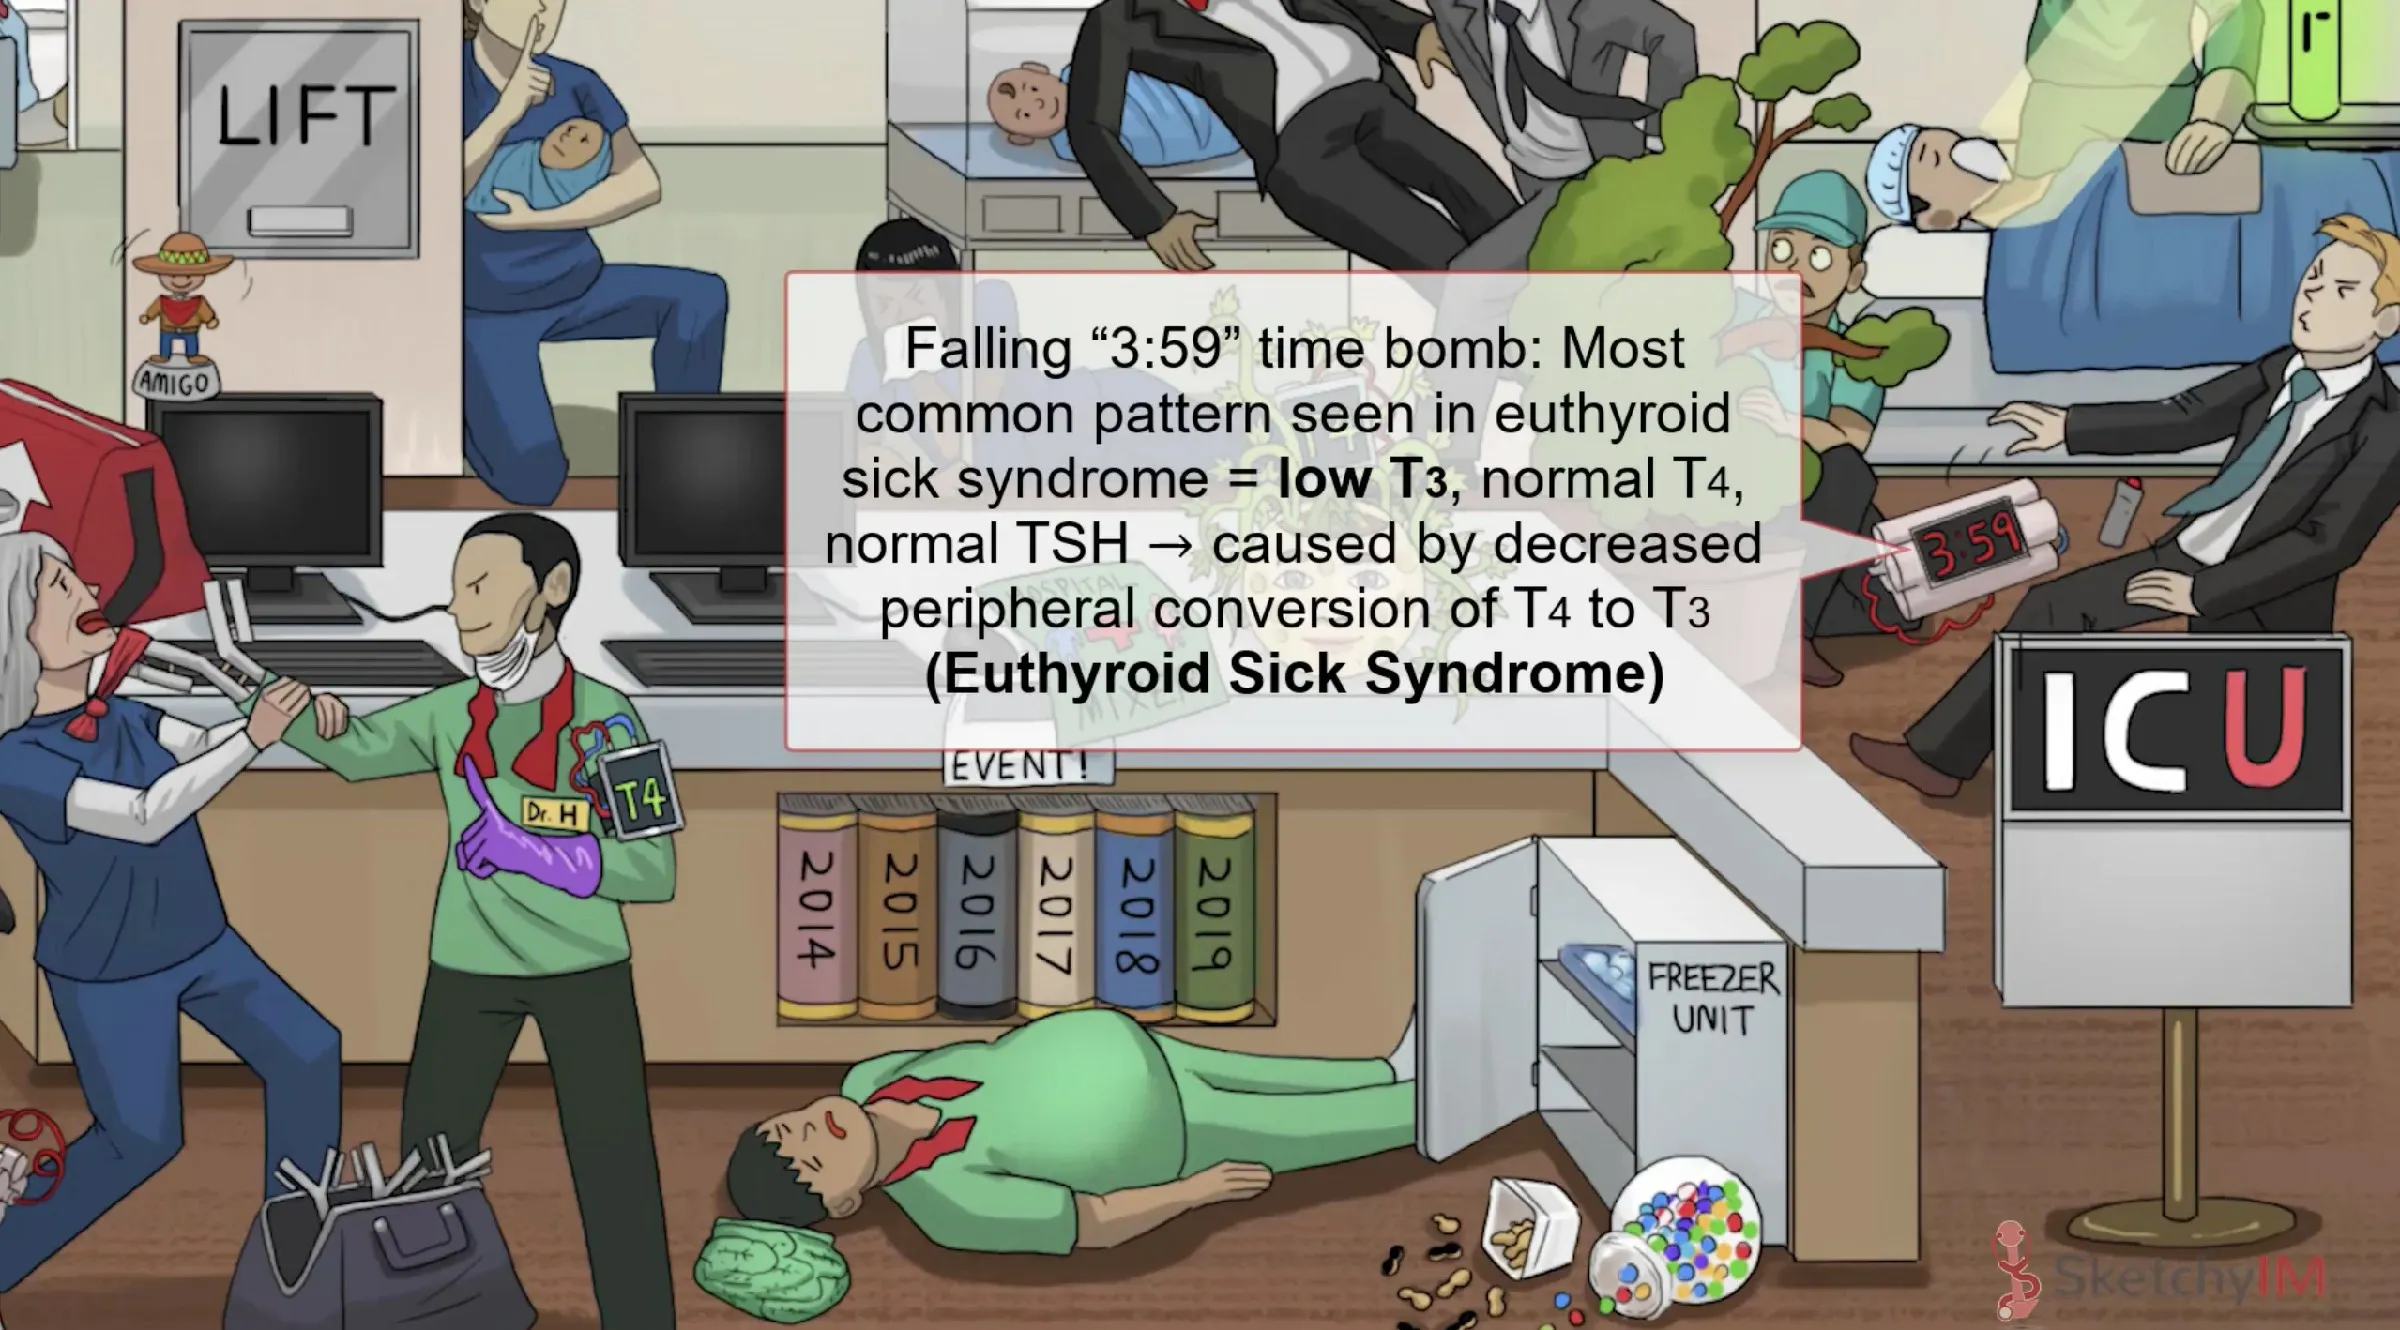 LIFT
AMIGO
Falling “3:59” time bomb: Most
common pattern seen in euthyroid
sick syndrome = low T3, normal T4,
normal TSH → caused by decreased
peripheral conversion of T4 to T3
(Euthyroid Sick Syndrome)
3:59
HOSPITAL
MIXER
EVENT!
ICU
Dr. H
T4
2014
2015
2016
2017
2018
2019
FREEZER
UNIT
SketchyIM